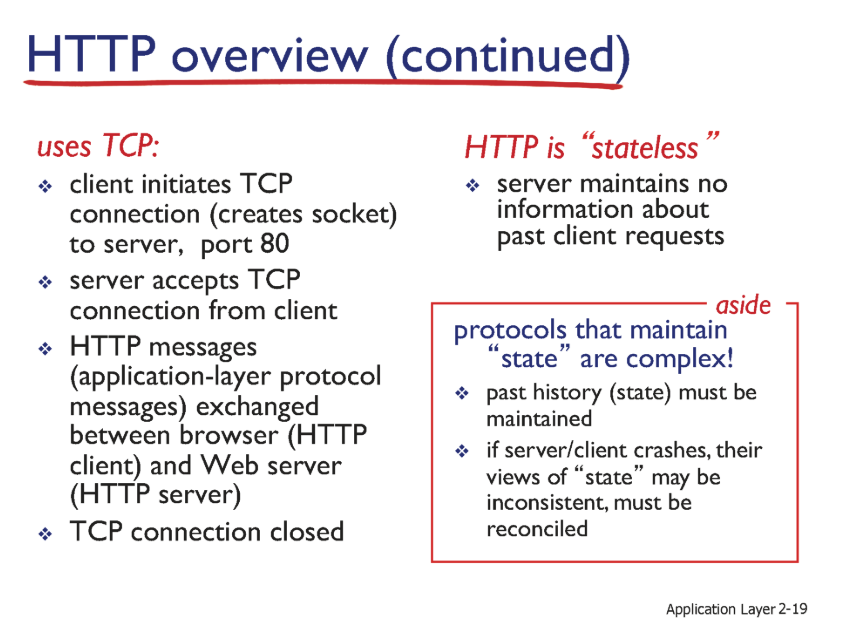 HTTP overview (continued)
uses TCP:
❖ client initiates TCP
connection (creates socket)
to server, port 80
❖ server accepts TCP
connection from client
❖ HTTP messages
(application-layer protocol
messages) exchanged
between browser (HTTP
client) and Web server
(HTTP server)
❖ TCP connection closed
HTTP is “stateless”
❖ server maintains no
information about
past client requests
aside
protocols that maintain
“state” are complex!
❖ past history (state) must be
maintained
❖ if server/client crashes, their
views of “state” may be
inconsistent, must be
reconciled
Application Layer 2-19